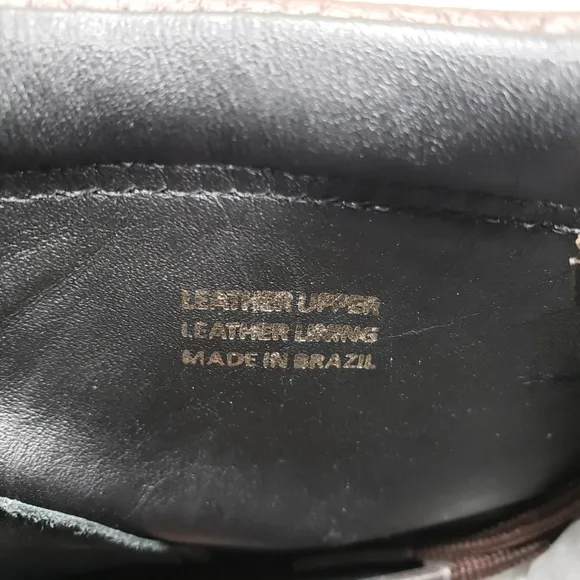 LEATHER UPPER
LEATHER LINING
MADE IN BRAZIL